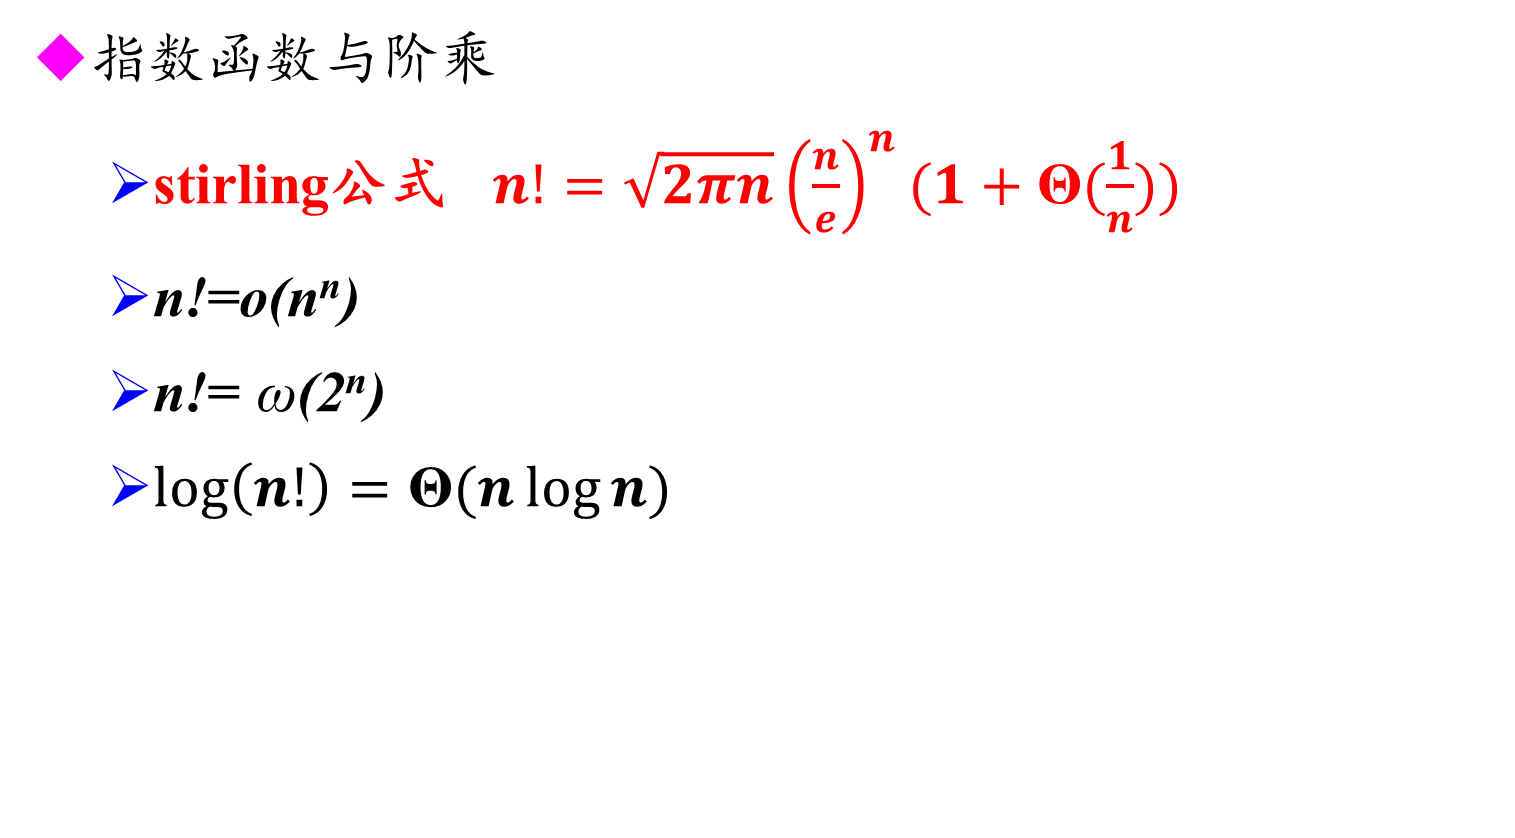 ◆指数函数与阶乘
➢stirling公式 n! = √(2πn) (n/e)^n (1 + Θ(1/n))
➢n!=o(n^n)
➢n!= ω(2^n)
➢log(n!) = Θ(n log n)